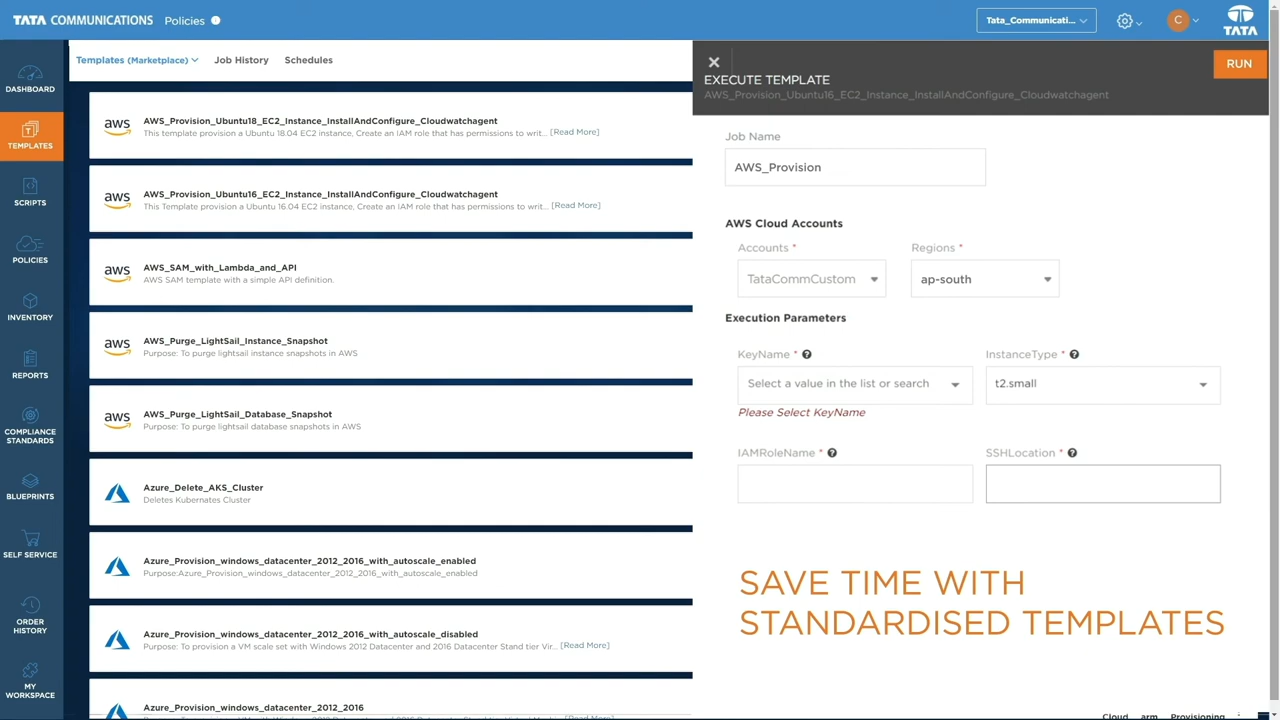 TATA COMMUNICATIONS Policies
Tata_Communicati...
C
TATA
DASHBOARD
TEMPLATES
SCRIPTS
POLICIES
INVENTORY
REPORTS
COMPLIANCE
STANDARDS
BLUEPRINTS
SELF SERVICE
ORDER
HISTORY
MY
WORKSPACE
Templates (Marketplace) Job History Schedules
aws
AWS_Provision_Ubuntu18_EC2_Instance_InstallAndConfigure_Cloudwatchagent
This template provision a Ubuntu 18.04 EC2 instance, Create an IAM role that has permissions to writ... [Read More]
aws
AWS_Provision_Ubuntu16_EC2_Instance_InstallAndConfigure_Cloudwatchagent
This Template provision a Ubuntu 16.04 EC2 instance, Create an IAM role that has permissions to writ... [Read More]
aws
AWS_SAM_with_Lambda_and_API
AWS SAM template with a simple API definition.
aws
AWS_Purge_LightSail_Instance_Snapshot
Purpose: To purge lightsail instance snapshots in AWS
aws
AWS_Purge_LightSail_Database_Snapshot
Purpose: To purge lightsail database snapshots in AWS
Azure_Delete_AKS_Cluster
Deletes Kubernetes Cluster
Azure_Provision_windows_datacenter_2012_2016_with_autoscale_enabled
Purpose:Azure_Provision_windows_datacenter_2012_2016_with_autoscale_enabled
Azure_Provision_windows_datacenter_2012_2016_with_autoscale_disabled
Purpose: To provision a VM scale set with Windows 2012 Datacenter and 2016 Datacenter Stand tier Vir... [Read More]
Azure_Provision_windows_datacenter_2012_2016
EXECUTE TEMPLATE
AWS_Provision_Ubuntu16_EC2_Instance_InstallAndConfigure_Cloudwatchagent
RUN
Job Name
AWS_Provision
AWS Cloud Accounts
Accounts * Regions *
TataCommCustom ap-south
Execution Parameters
KeyName * ? InstanceType * ?
Select a value in the list or search t2.small
Please Select KeyName
IAMRoleName * ? SSHLocation * ?
SAVE TIME WITH
STANDARDISED TEMPLATES
Cloud arm Provisioning